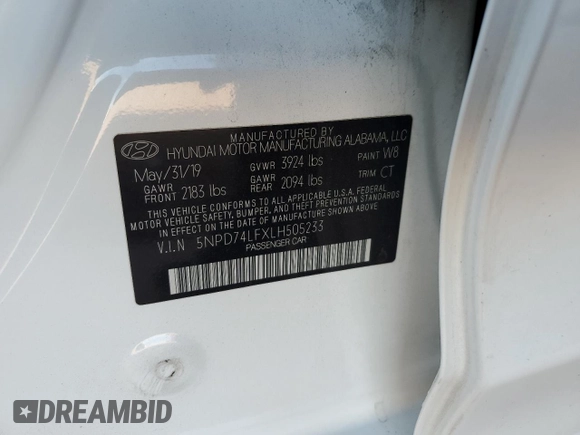 MANUFACTURED BY
HYUNDAI MOTOR MANUFACTURING ALABAMA, LLC
May/31/19 GVWR 3924 lbs PAINT W8
GAWR FRONT 2183 lbs GAWR REAR 2094 lbs TRIM CT
THIS VEHICLE CONFORMS TO ALL APPLICABLE U.S.A. FEDERAL
MOTOR VEHICLE SAFETY, BUMPER, AND THEFT PREVENTION STANDARDS
IN EFFECT ON THE DATE OF MANUFACTURE SHOWN ABOVE.
V.I.N 5NPD74LFXLH505233
PASSENGER CAR
DREAMBID